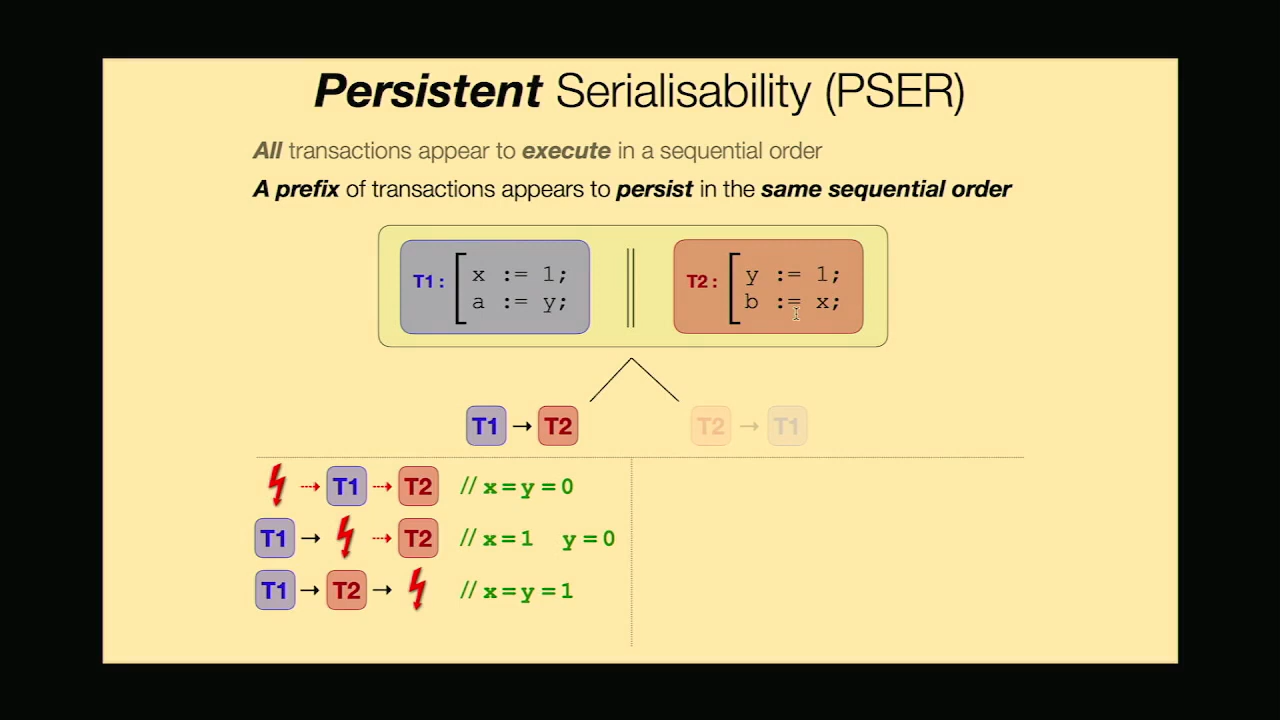 Persistent Serialisability (PSER)
All transactions appear to execute in a sequential order
A prefix of transactions appears to persist in the same sequential order
T1: [ x := 1;
a := y;
T2: [ y := 1;
b := x;
T1 → T2
T2 → T1
T1 T2 // x = y = 0
T1 → T2 // x = 1 y = 0
T1 → T2 → // x = y = 1